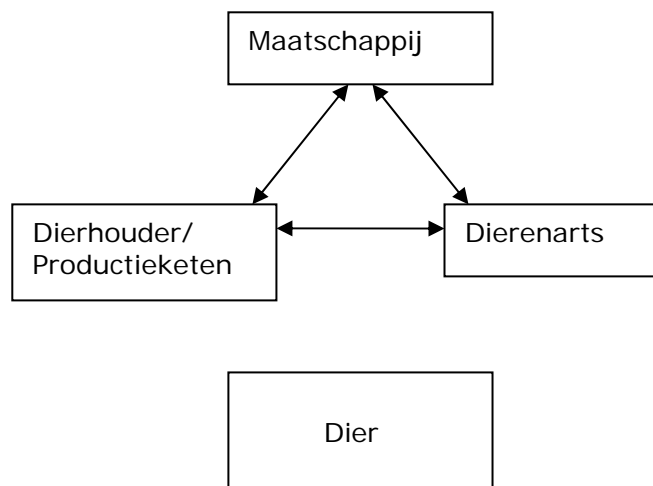 Maatschappij
Dierhouder/
Productieketen
Dierenarts
Dier